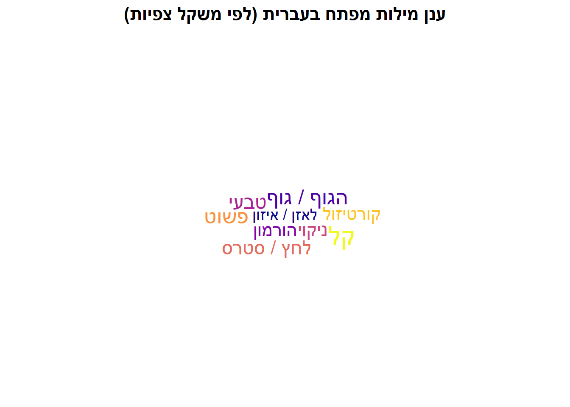 ענן מילות מפתח בעברית (לפי משקל צפיות)
הגוף / גוף
טבעי
קורטיזול
לאזן / איזון
פשוט
קל
ניקוי
הורמון
לחץ / סטרס